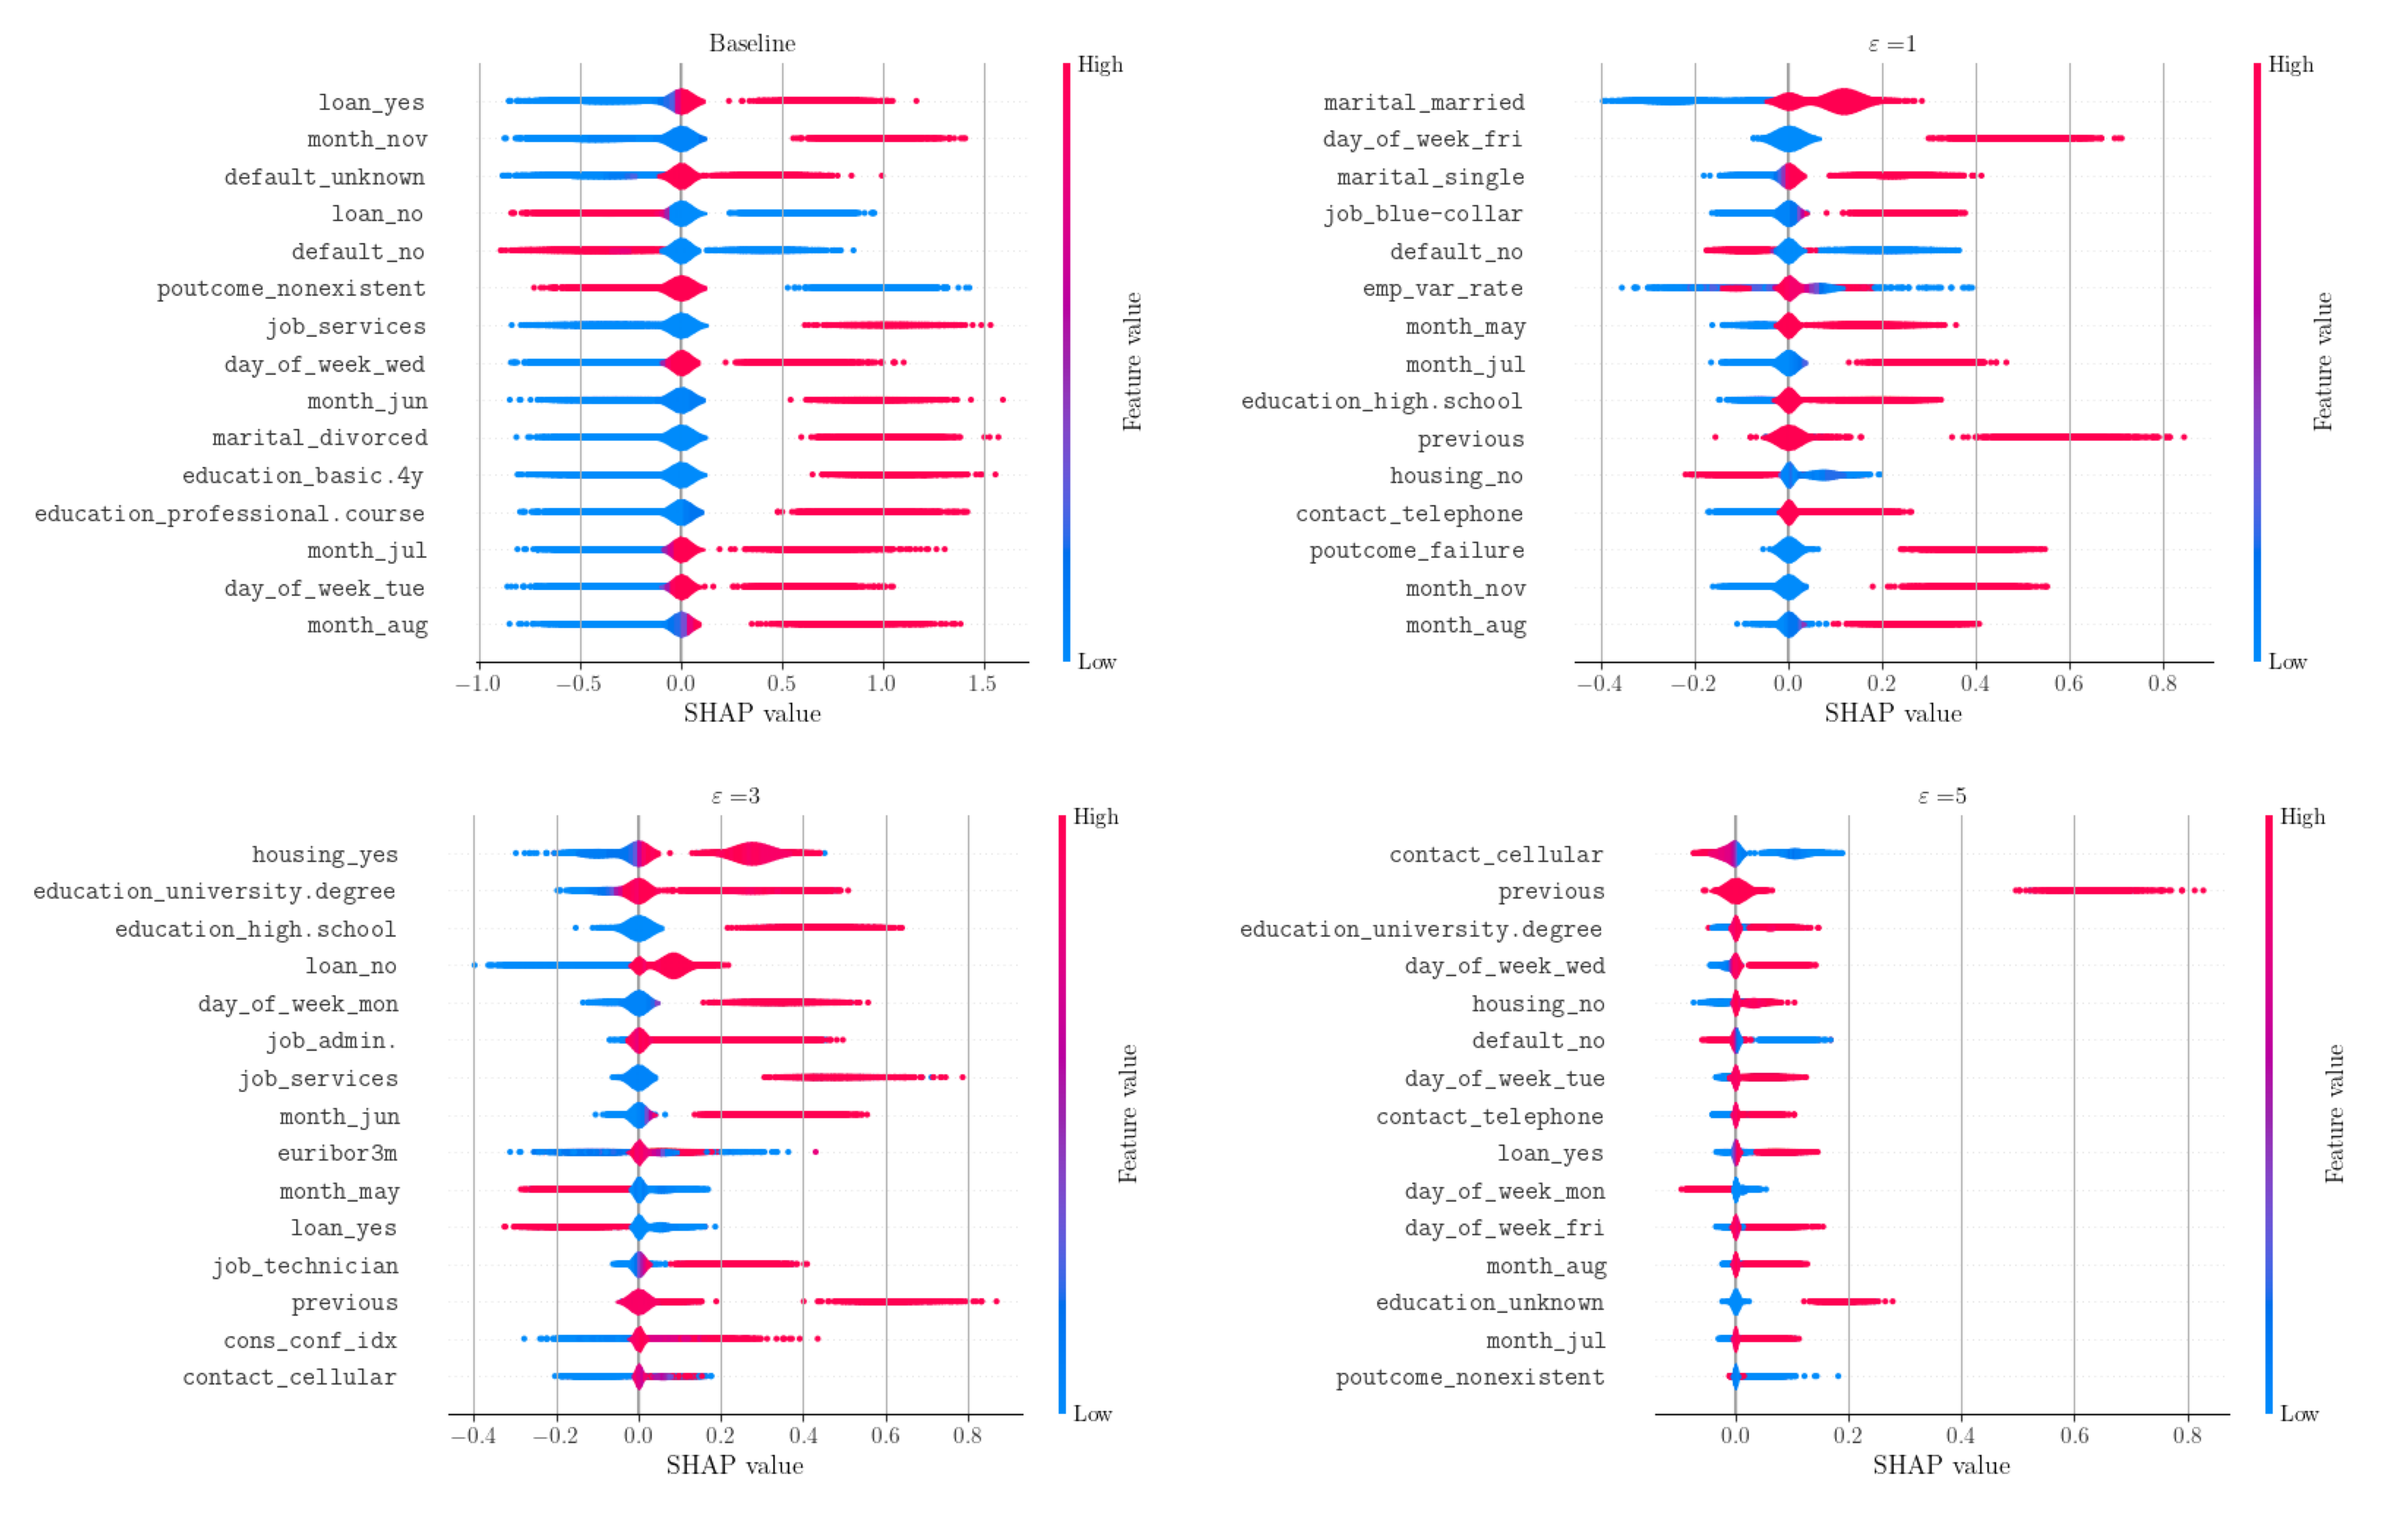 Baseline
High
loan_yes
month_nov
default_unknown
loan_no
default_no
poutcome_nonexistent
job_services
day_of_week_wed
month_jun
marital_divorced
education_basic.4y
education_professional.course
month_jul
day_of_week_tue
month_aug
Feature value
Low
−1.0 −0.5 0.0 0.5 1.0 1.5
SHAP value
ε =1
High
marital_married
day_of_week_fri
marital_single
job_blue-collar
default_no
emp_var_rate
month_may
month_jul
education_high.school
previous
housing_no
contact_telephone
poutcome_failure
month_nov
month_aug
Feature value
Low
−0.4 −0.2 0.0 0.2 0.4 0.6 0.8
SHAP value
ε =3
High
housing_yes
education_university.degree
education_high.school
loan_no
day_of_week_mon
job_admin.
job_services
month_jun
euribor3m
month_may
loan_yes
job_technician
previous
cons_conf_idx
contact_cellular
Feature value
Low
−0.4 −0.2 0.0 0.2 0.4 0.6 0.8
SHAP value
ε =5
High
contact_cellular
previous
education_university.degree
day_of_week_wed
housing_no
default_no
day_of_week_tue
contact_telephone
loan_yes
day_of_week_mon
day_of_week_fri
month_aug
education_unknown
month_jul
poutcome_nonexistent
Feature value
Low
0.0 0.2 0.4 0.6 0.8
SHAP value